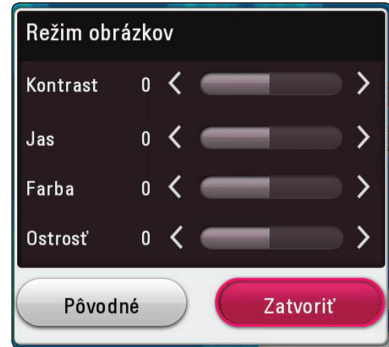 Režim obrázkov
Kontrast 0
Jas 0
Farba 0
Ostrosť 0
Pôvodné Zatvoriť